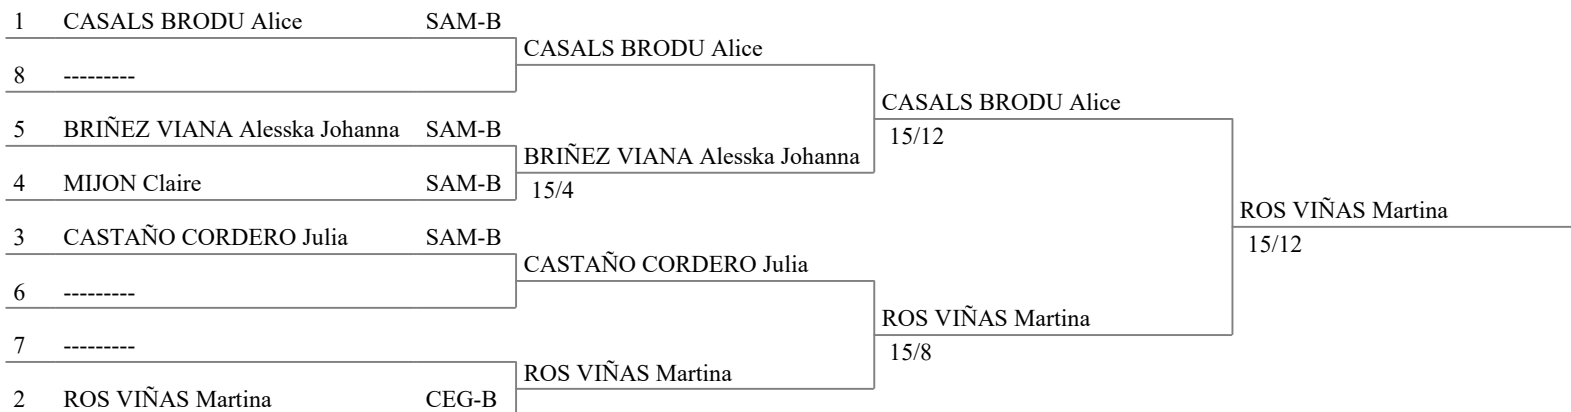 1 CASALS BRODU Alice SAM-B
CASALS BRODU Alice
8 ---------
CASALS BRODU Alice
15/12
5 BRIÑEZ VIANA Alesska Johanna SAM-B
BRIÑEZ VIANA Alesska Johanna
15/4
4 MIJON Claire SAM-B
ROS VIÑAS Martina
15/12
3 CASTAÑO CORDERO Julia SAM-B
CASTAÑO CORDERO Julia
6 ---------
ROS VIÑAS Martina
15/8
7 ---------
ROS VIÑAS Martina
2 ROS VIÑAS Martina CEG-B